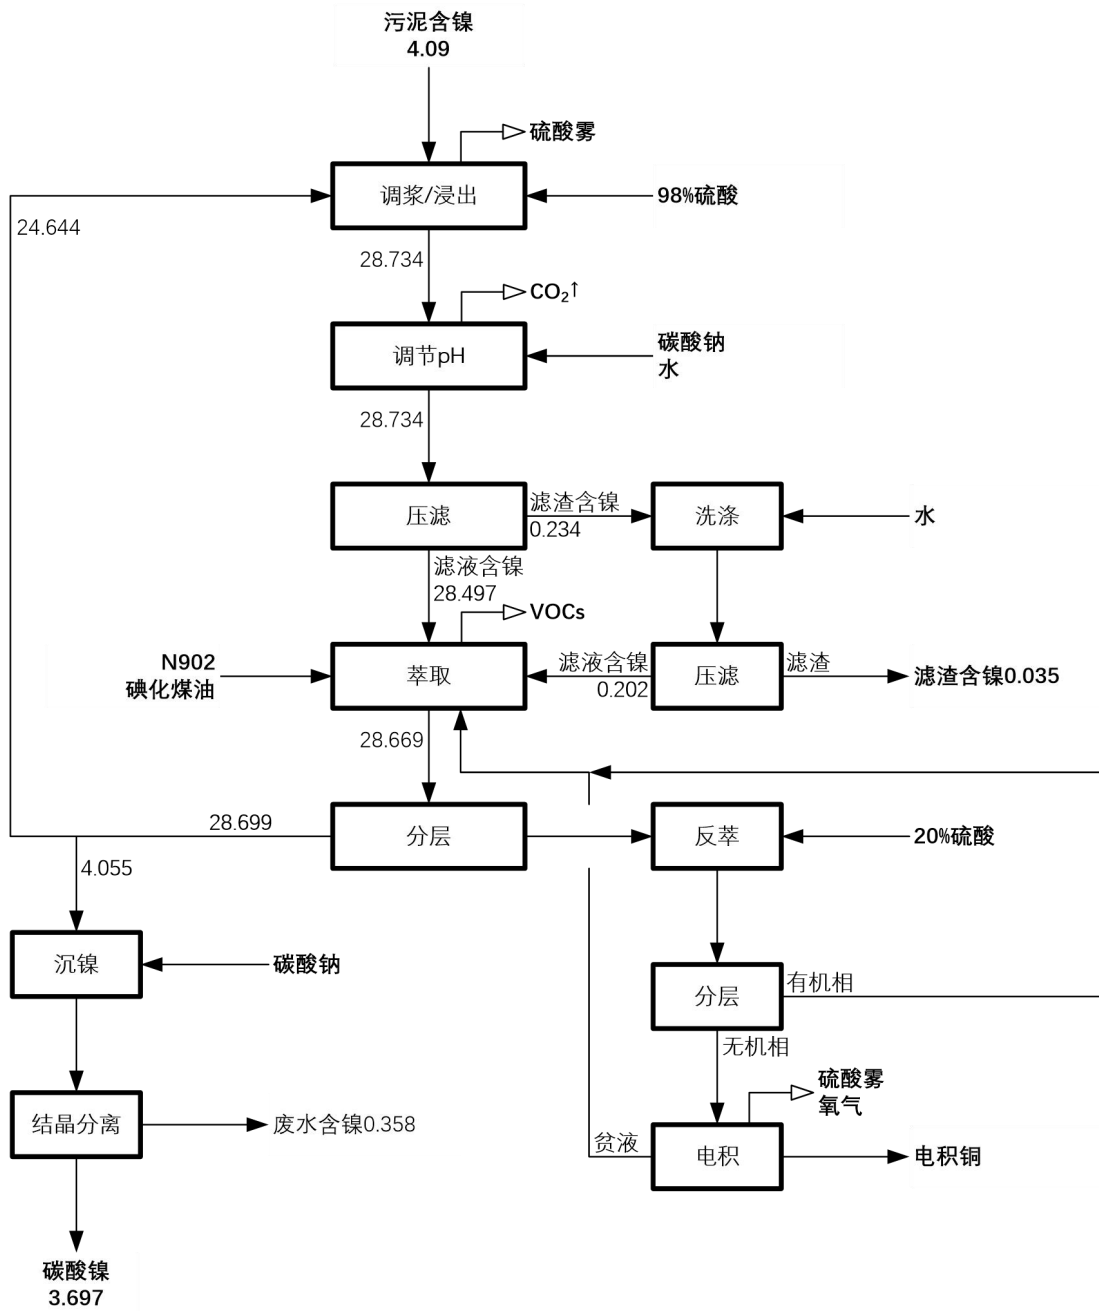 污泥含镍
4.09
硫酸雾
调浆/浸出
98%硫酸
24.644
28.734
CO₂↑
调节pH
碳酸钠
水
28.734
压滤
滤渣含镍
0.234
洗涤
水
滤液含镍
28.497
VOCs
N902
碘化煤油
萃取
滤液含镍
0.202
压滤
滤渣
滤渣含镍0.035
28.669
28.699
分层
反萃
20%硫酸
4.055
沉镍
碳酸钠
分层
有机相
无机相
硫酸雾
氧气
结晶分离
废水含镍0.358
贫液
电积
电积铜
碳酸镍
3.697